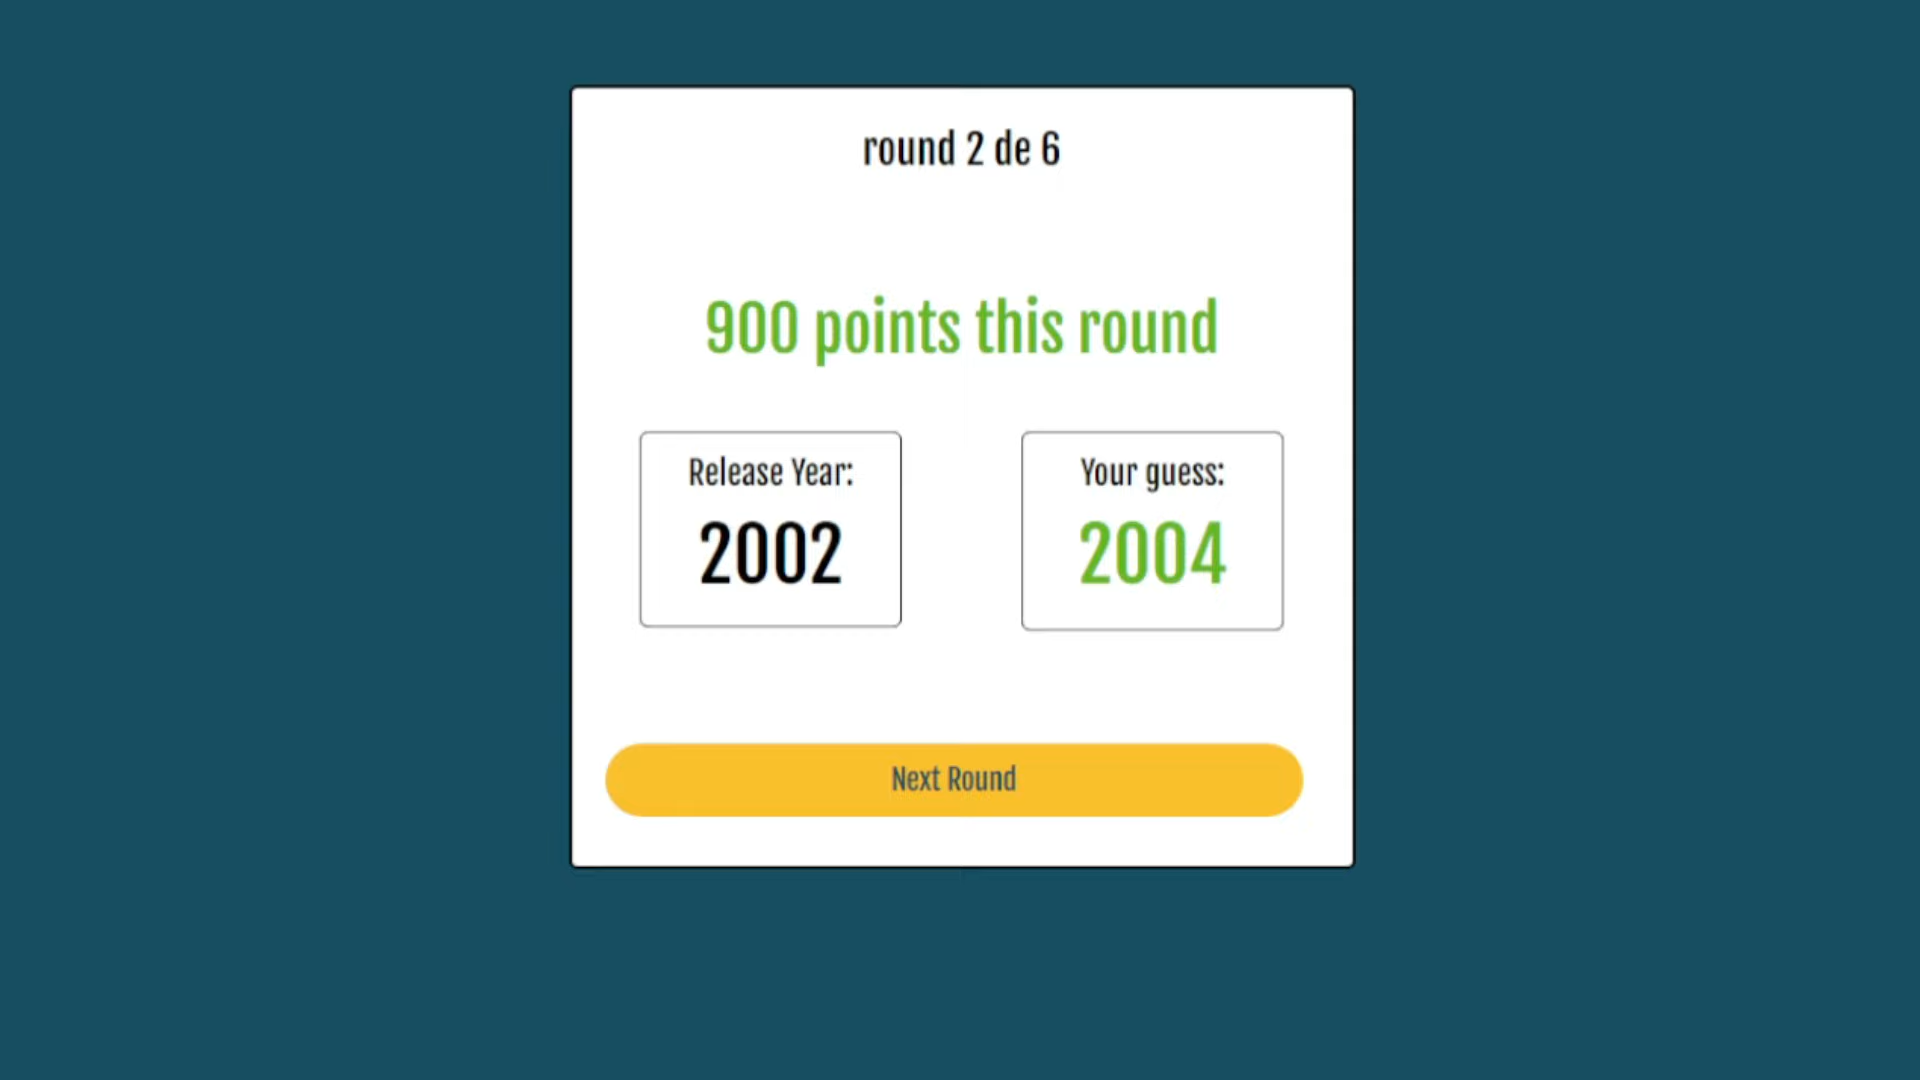 round 2 de 6
900 points this round
Release Year:
2002
Your guess:
2004
Next Round